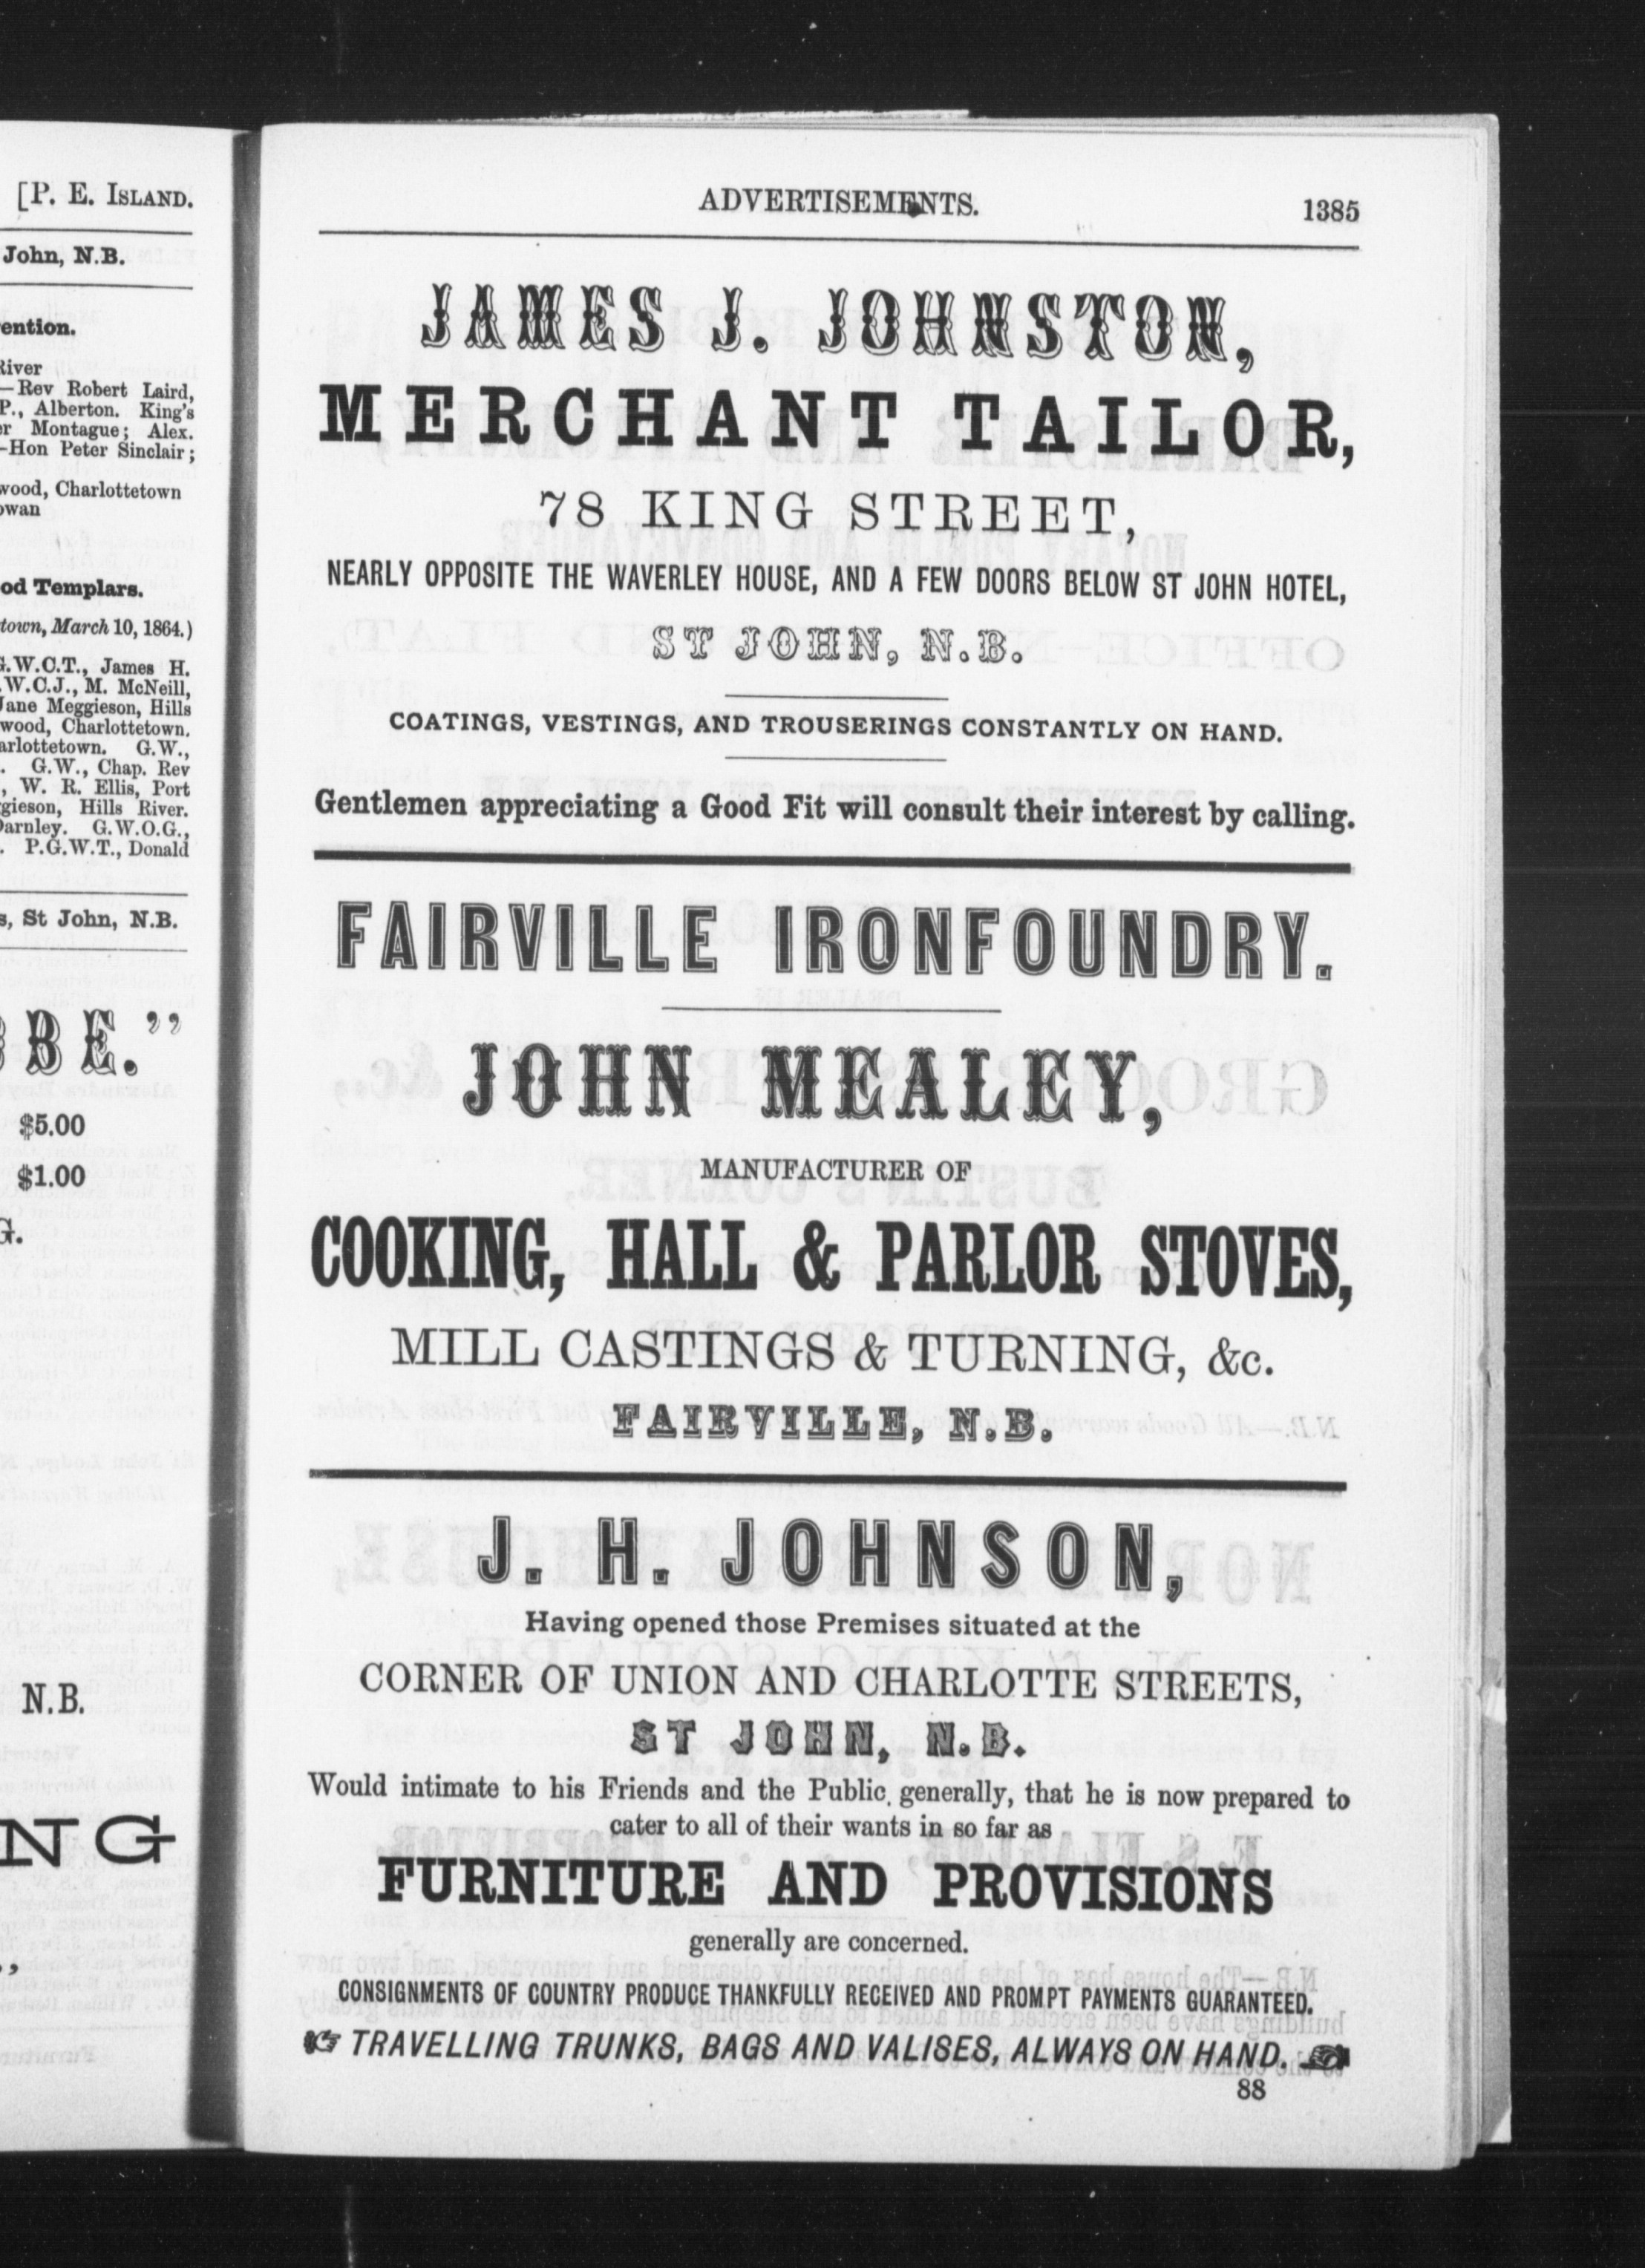 [P. E. ISLAND.
John, N.B.
ention.
River
—Rev Robert Laird,
P., Alberton. King's
er Montague; Alex.
—Hon Peter Sinclair;
wood, Charlottetown
owan
od Templars.
town, March 10, 1864.)
G.W.C.T., James H.
W.C.J., M. McNeill,
Jane Meggieson, Hills
wood, Charlottetown.
arlottetown. G.W.,
. G.W., Chap. Rev
, W. R. Ellis, Port
gieson, Hills River.
Darnley. G.W.O.G.,
. P.G.W.T., Donald
s, St John, N.B.
BE.”
$5.00
$1.00
G.
N.B.
NG
ADVERTISEMENTS. 1385
JAMES J. JOHNSTON,
MERCHANT TAILOR,
78 KING STREET,
NEARLY OPPOSITE THE WAVERLEY HOUSE, AND A FEW DOORS BELOW ST JOHN HOTEL,
ST JOHN, N.B.
COATINGS, VESTINGS, AND TROUSERINGS CONSTANTLY ON HAND.
Gentlemen appreciating a Good Fit will consult their interest by calling.
FAIRVILLE IRONFOUNDRY.
JOHN MEALEY,
MANUFACTURER OF
COOKING, HALL & PARLOR STOVES,
MILL CASTINGS & TURNING, &c.
FAIRVILLE, N.B.
J. H. JOHNSON,
Having opened those Premises situated at the
CORNER OF UNION AND CHARLOTTE STREETS,
ST JOHN, N.B.
Would intimate to his Friends and the Public, generally, that he is now prepared to
cater to all of their wants in so far as
FURNITURE AND PROVISIONS
generally are concerned.
CONSIGNMENTS OF COUNTRY PRODUCE THANKFULLY RECEIVED AND PROMPT PAYMENTS GUARANTEED.
☞ TRAVELLING TRUNKS, BAGS AND VALISES, ALWAYS ON HAND. ☜
88